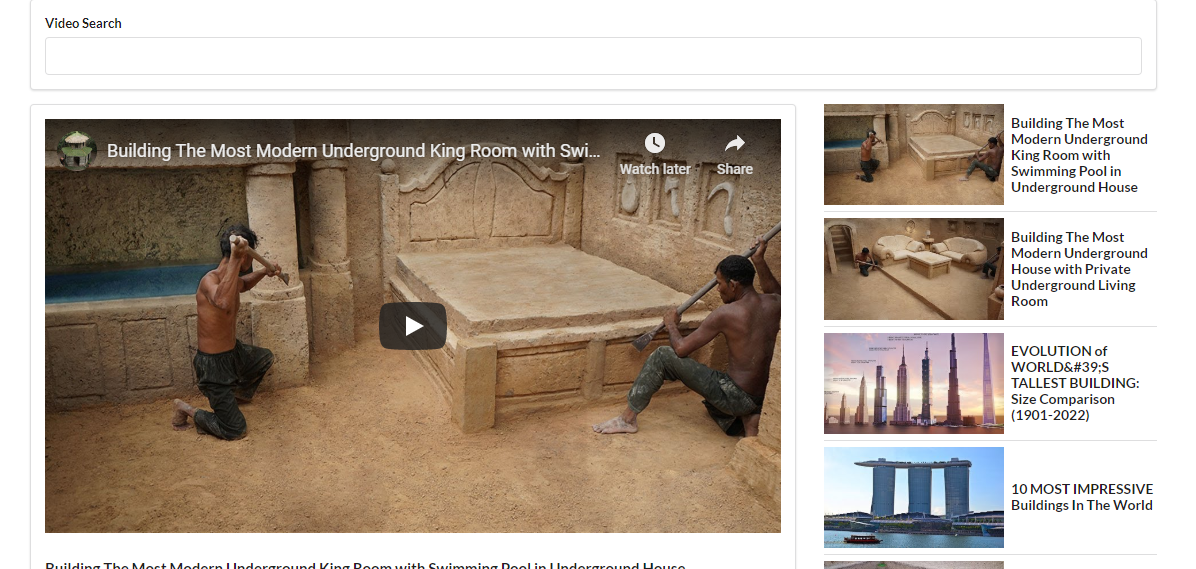 Video Search
Building The Most Modern Underground King Room with Swi...
Watch later
Share
Building The Most Modern Underground King Room with Swimming Pool in Underground House
Building The Most
Modern Underground
King Room with
Swimming Pool in
Underground House
Building The Most
Modern Underground
House with Private
Underground Living
Room
EVOLUTION of
WORLD&#39;S
TALLEST BUILDING:
Size Comparison
(1901-2022)
10 MOST IMPRESSIVE
Buildings In The World